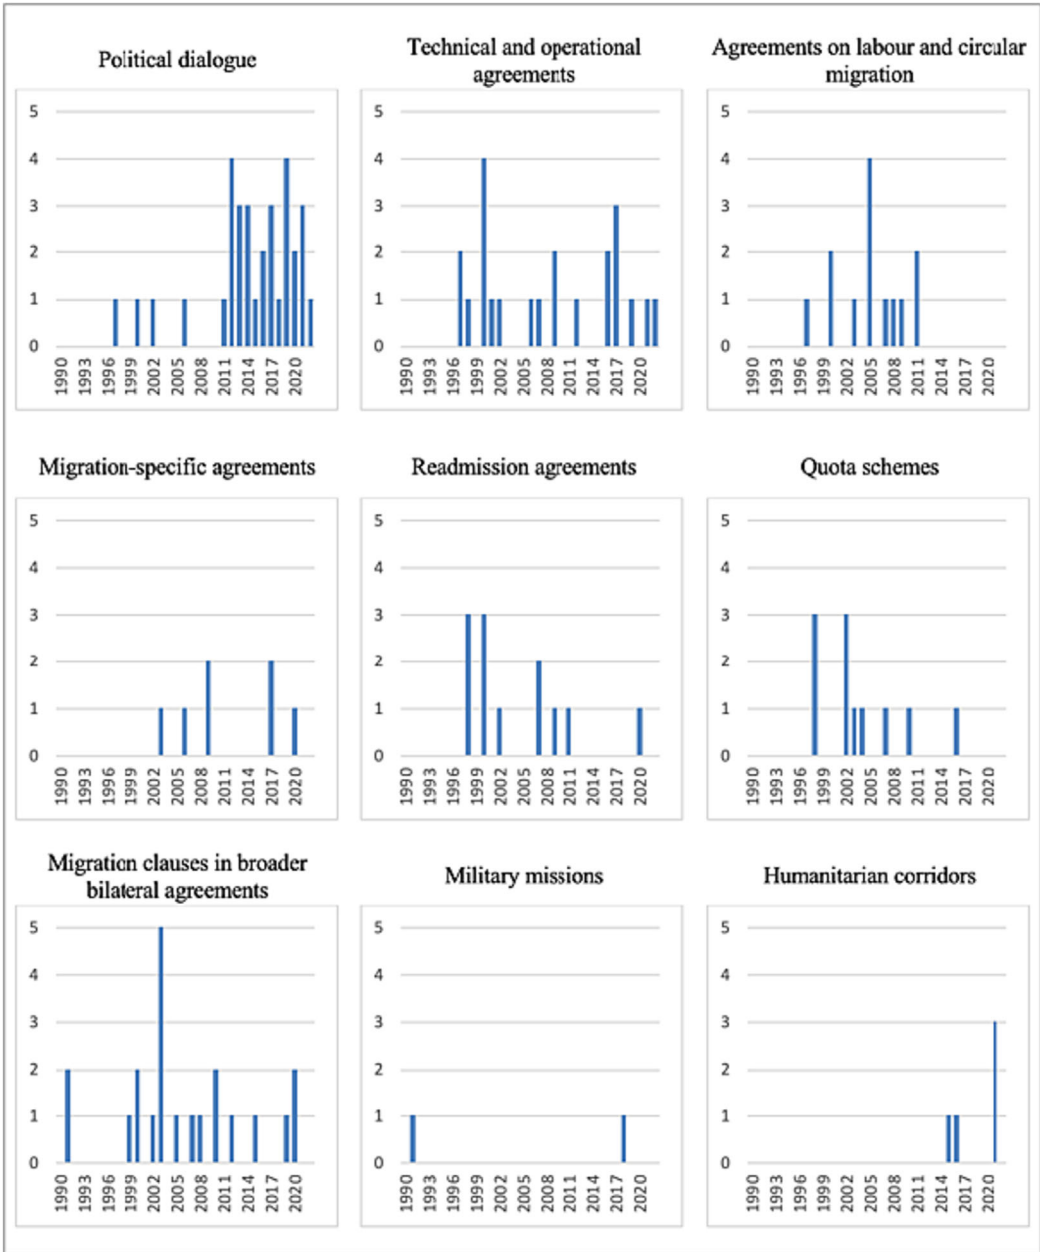 Political dialogue
5
4
3
2
1
0
1990 1993 1996 1999 2002 2005 2008 2011 2014 2017 2020
Technical and operational
agreements
5
4
3
2
1
0
1990 1993 1996 1999 2002 2005 2008 2011 2014 2017 2020
Agreements on labour and circular
migration
5
4
3
2
1
0
1990 1993 1996 1999 2002 2005 2008 2011 2014 2017 2020
Migration-specific agreements
5
4
3
2
1
0
1990 1993 1996 1999 2002 2005 2008 2011 2014 2017 2020
Readmission agreements
5
4
3
2
1
0
1990 1993 1996 1999 2002 2005 2008 2011 2014 2017 2020
Quota schemes
5
4
3
2
1
0
1990 1993 1996 1999 2002 2005 2008 2011 2014 2017 2020
Migration clauses in broader
bilateral agreements
5
4
3
2
1
0
1990 1993 1996 1999 2002 2005 2008 2011 2014 2017 2020
Military missions
5
4
3
2
1
0
1990 1993 1996 1999 2002 2005 2008 2011 2014 2017 2020
Humanitarian corridors
5
4
3
2
1
0
1990 1993 1996 1999 2002 2005 2008 2011 2014 2017 2020